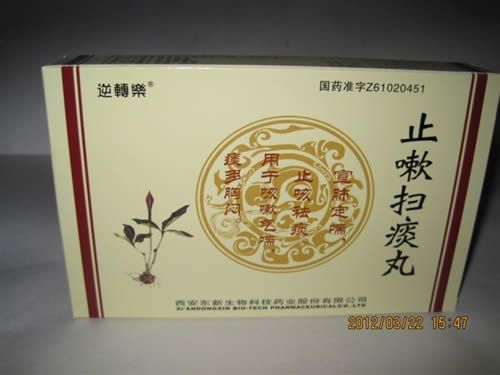 逆轉樂®
国药准字Z61020451
止嗽扫痰丸
宣肺定喘,
止咳祛痰。
用于咳嗽气喘,
痰多胸闷
西安东新生物科技药业股份有限公司
XI'ANDONGXIN BIO-TECH PHARMACEUTICAL CO.,LTD
2012/03/22 15:47